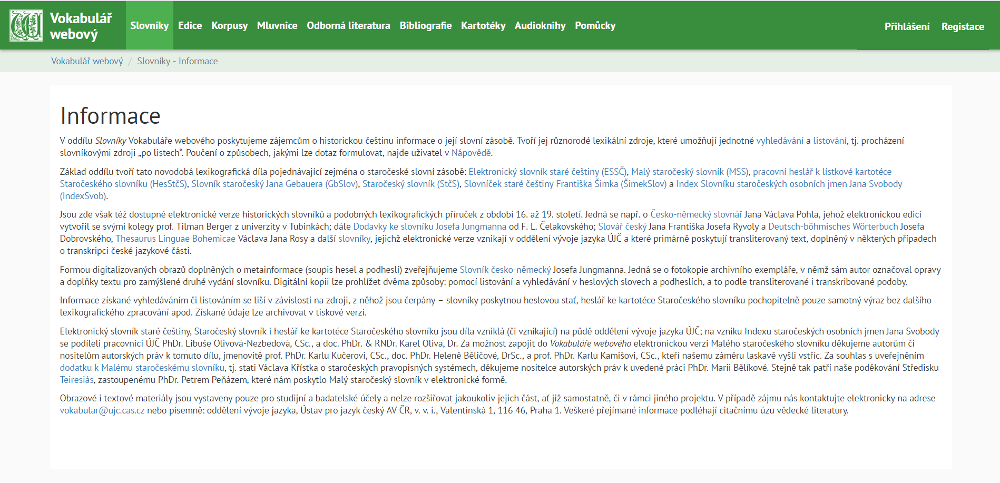 Vokabulář
webový
Slovníky Edice Korpusy Mluvnice Odborná literatura Bibliografie Kartotéky Audioknihy Pomůcky
Přihlášení Registace
Vokabulář webový / Slovníky - Informace
Informace
V oddílu Slovníky Vokabuláře webového poskytujeme zájemcům o historickou češtinu informace o její slovní zásobě. Tvoří jej různorodé lexikální zdroje, které umožňují jednotné vyhledávání a listování, tj. procházení
slovníkovými zdroji „po listech“. Poučení o způsobech, jakými lze dotaz formulovat, najde uživatel v Nápovědě.
Základ oddílu tvoří tato novodobá lexikografická díla pojednávající zejména o staročeské slovní zásobě: Elektronický slovník staré češtiny (ESSČ), Malý staročeský slovník (MSS), pracovní heslář k lístkové kartotéce
Staročeského slovníku (HesStčS), Slovník staročeský Jana Gebauera (GbSlov), Staročeský slovník (StčS), Slovníček staré češtiny Františka Šimka (ŠimekSlov) a Index Slovníku staročeských osobních jmen Jana Svobody
(IndexSvob).
Jsou zde však též dostupné elektronické verze historických slovníků a podobných lexikografických příruček z období 16. až 19. století. Jedná se např. o Česko-německý slovnář Jana Václava Pohla, jehož elektronickou edici
vytvořil se svými kolegy prof. Tilman Berger z univerzity v Tubinkách; dále Dodavky ke slovníku Josefa Jungmanna od F. L. Čelakovského; Slovář český Jana Františka Josefa Ryvoly a Deutsch-böhmisches Wörterbuch Josefa
Dobrovského, Thesaurus Linguae Bohemicae Václava Jana Rosy a další slovníky, jejichž elektronické verze vznikají v oddělení vývoje jazyka ÚJČ a které primárně poskytují transliterovaný text, doplněný v některých případech
o transkripci české jazykové části.
Formou digitalizovaných obrazů doplněných o metainformace (soupis hesel a podheslí) zveřejňujeme Slovník česko-německý Josefa Jungmanna. Jedná se o fotokopie archivního exempláře, v němž sám autor označoval opravy
a doplňky textu pro zamýšlené druhé vydání slovníku. Digitální kopii lze prohlížet dvěma způsoby: pomocí listování a vyhledávání v heslových slovech a podheslích, a to podle transliterované i transkribované podoby.
Informace získané vyhledáváním či listováním se liší v závislosti na zdroji, z něhož jsou čerpány – slovníky poskytnou heslovou stať, heslář ke kartotéce Staročeského slovníku pochopitelně pouze samotný výraz bez dalšího
lexikografického zpracování apod. Získané údaje lze archivovat v tiskové verzi.
Elektronický slovník staré češtiny, Staročeský slovník i heslář ke kartotéce Staročeského slovníku jsou díla vzniklá (či vznikající) na půdě oddělení vývoje jazyka ÚJČ; na vzniku Indexu staročeských osobních jmen Jana Svobody
se podíleli pracovníci ÚJČ PhDr. Libuše Olivová-Nezbedová, CSc., a doc. PhDr. & RNDr. Karel Oliva, Dr. Za možnost zapojit do Vokabuláře webového elektronickou verzi Malého staročeského slovníku děkujeme autorům či
nositelům autorských práv k tomuto dílu, jmenovitě prof. PhDr. Karlu Kučerovi, CSc., doc. PhDr. Heleně Běličové, DrSc., a prof. PhDr. Karlu Kamišovi, CSc., kteří našemu záměru laskavě vyšli vstříc. Za souhlas s uveřejněním
dodatku k Malému staročeskému slovníku, tj. stati Václava Křístka o staročeských pravopisných systémech, děkujeme nositelce autorských práv k uvedené práci PhDr. Marii Bělíkové. Stejně tak patří naše poděkování Středisku
Teiresiás, zastoupenému PhDr. Petrem Peňázem, které nám poskytlo Malý staročeský slovník v elektronické formě.
Obrazové i textové materiály jsou vystaveny pouze pro studijní a badatelské účely a nelze rozšiřovat jakoukoliv jejich část, ať již samostatně, či v rámci jiného projektu. V případě zájmu nás kontaktujte elektronicky na adrese
vokabular@ujc.cas.cz nebo písemně: oddělení vývoje jazyka, Ústav pro jazyk český AV ČR, v. v. i., Valentinská 1, 116 46, Praha 1. Veškeré přejímané informace podléhají citačnímu úzu vědecké literatury.